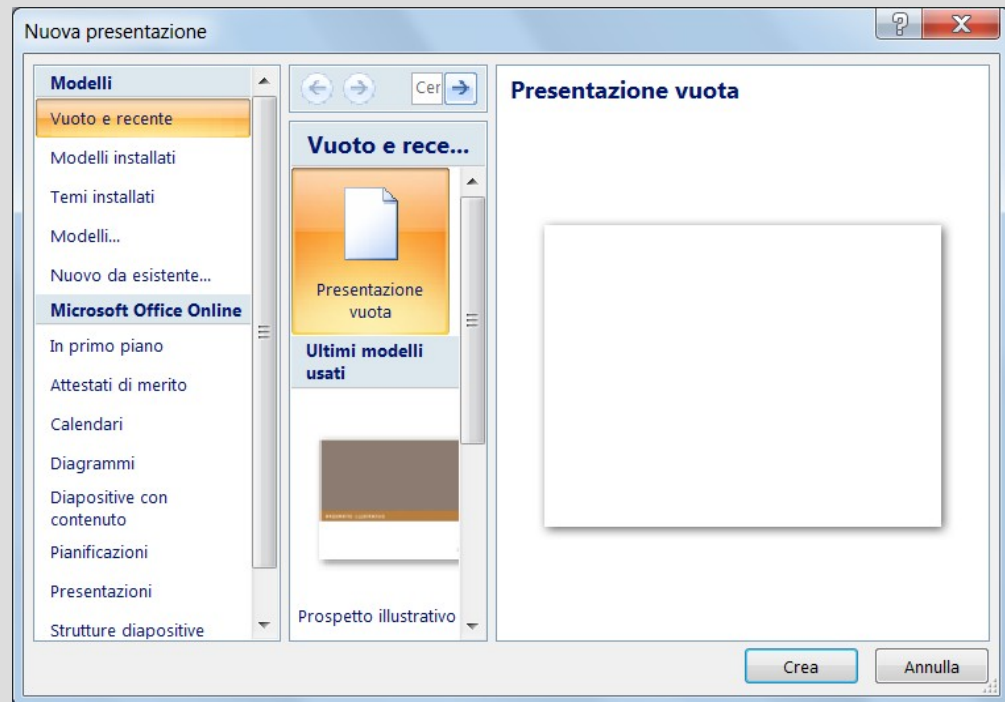 Nuova presentazione
Modelli
Vuoto e recente
Modelli installati
Temi installati
Modelli...
Nuovo da esistente...
Microsoft Office Online
In primo piano
Attestati di merito
Calendari
Diagrammi
Diapositive con
contenuto
Pianificazioni
Presentazioni
Strutture diapositive
Cer
Vuoto e rece...
Presentazione
vuota
Ultimi modelli
usati
Prospetto illustrativo
Presentazione vuota
Crea
Annulla